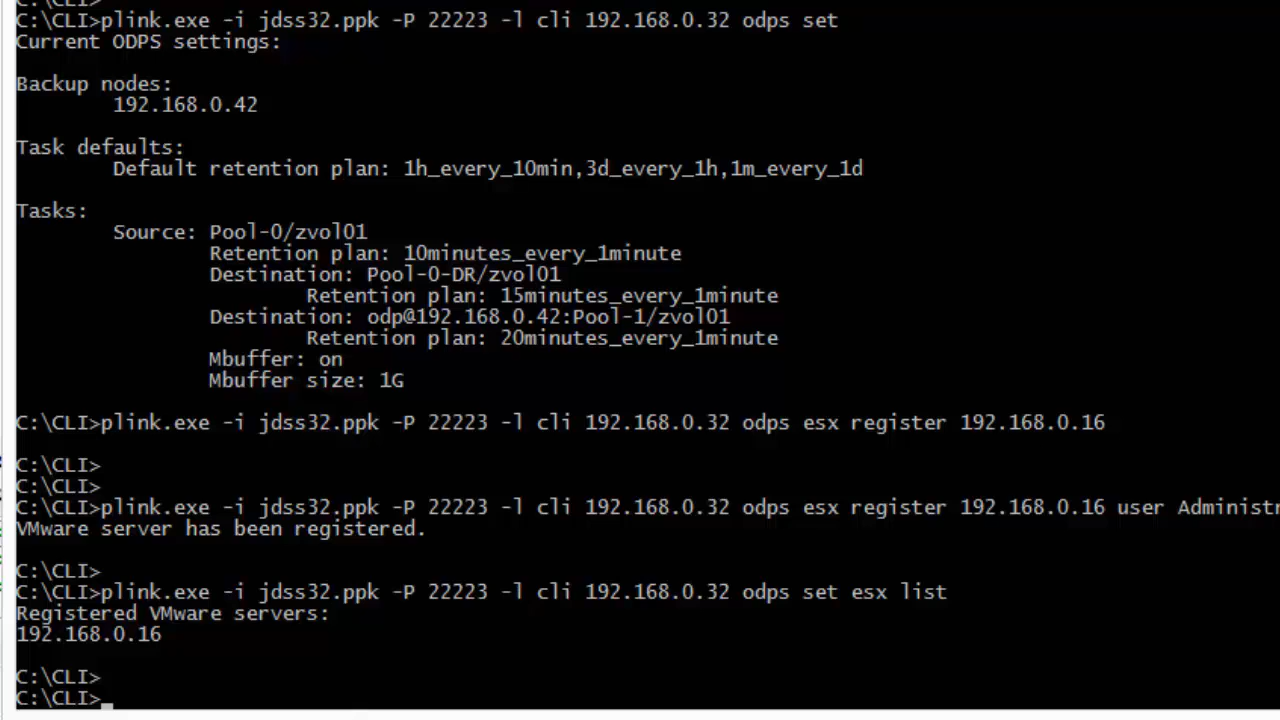 C:\CLI>
C:\CLI>plink.exe -i jdss32.ppk -P 22223 -l cli 192.168.0.32 odps set
Current ODPS settings:
Backup nodes:
192.168.0.42
Task defaults:
Default retention plan: 1h_every_10min,3d_every_1h,1m_every_1d
Tasks:
Source: Pool-0/zvol01
Retention plan: 10minutes_every_1minute
Destination: Pool-0-DR/zvol01
Retention plan: 15minutes_every_1minute
Destination: odp@192.168.0.42:Pool-1/zvol01
Retention plan: 20minutes_every_1minute
Mbuffer: on
Mbuffer size: 1G
C:\CLI>plink.exe -i jdss32.ppk -P 22223 -l cli 192.168.0.32 odps esx register 192.168.0.16
C:\CLI>
C:\CLI>
C:\CLI>plink.exe -i jdss32.ppk -P 22223 -l cli 192.168.0.32 odps esx register 192.168.0.16 user Administr
VMware server has been registered.
C:\CLI>
C:\CLI>plink.exe -i jdss32.ppk -P 22223 -l cli 192.168.0.32 odps set esx list
Registered VMware servers:
192.168.0.16
C:\CLI>
C:\CLI>